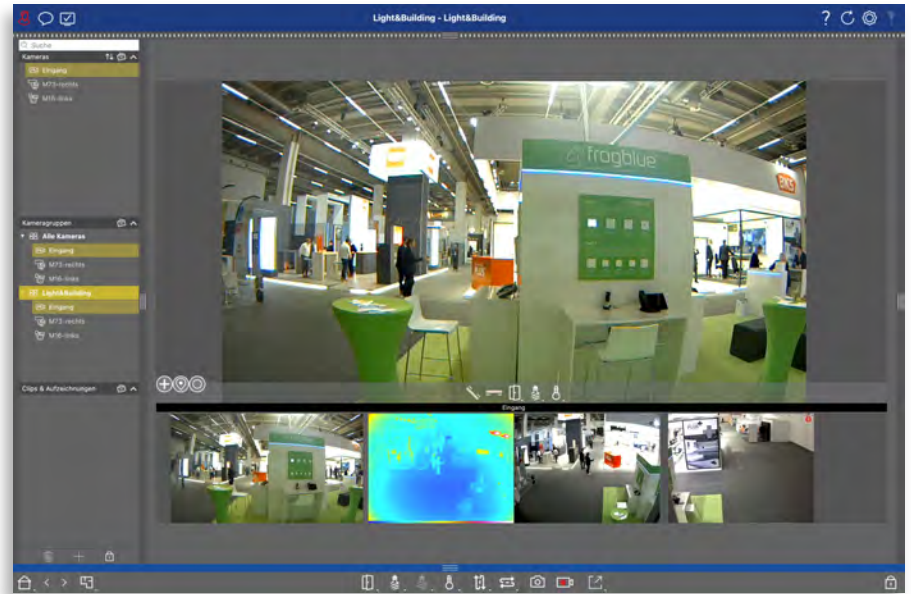 Light&Building - Light&Building
?
Suche
Kameras
Eingang
M73-rechts
M16-links
Kameragruppen
Alle Kameras
Eingang
M73-rechts
M16-links
Light&Building
Eingang
M73-rechts
M16-links
Clips & Aufzeichnungen
frogblue
BKS
Eingang